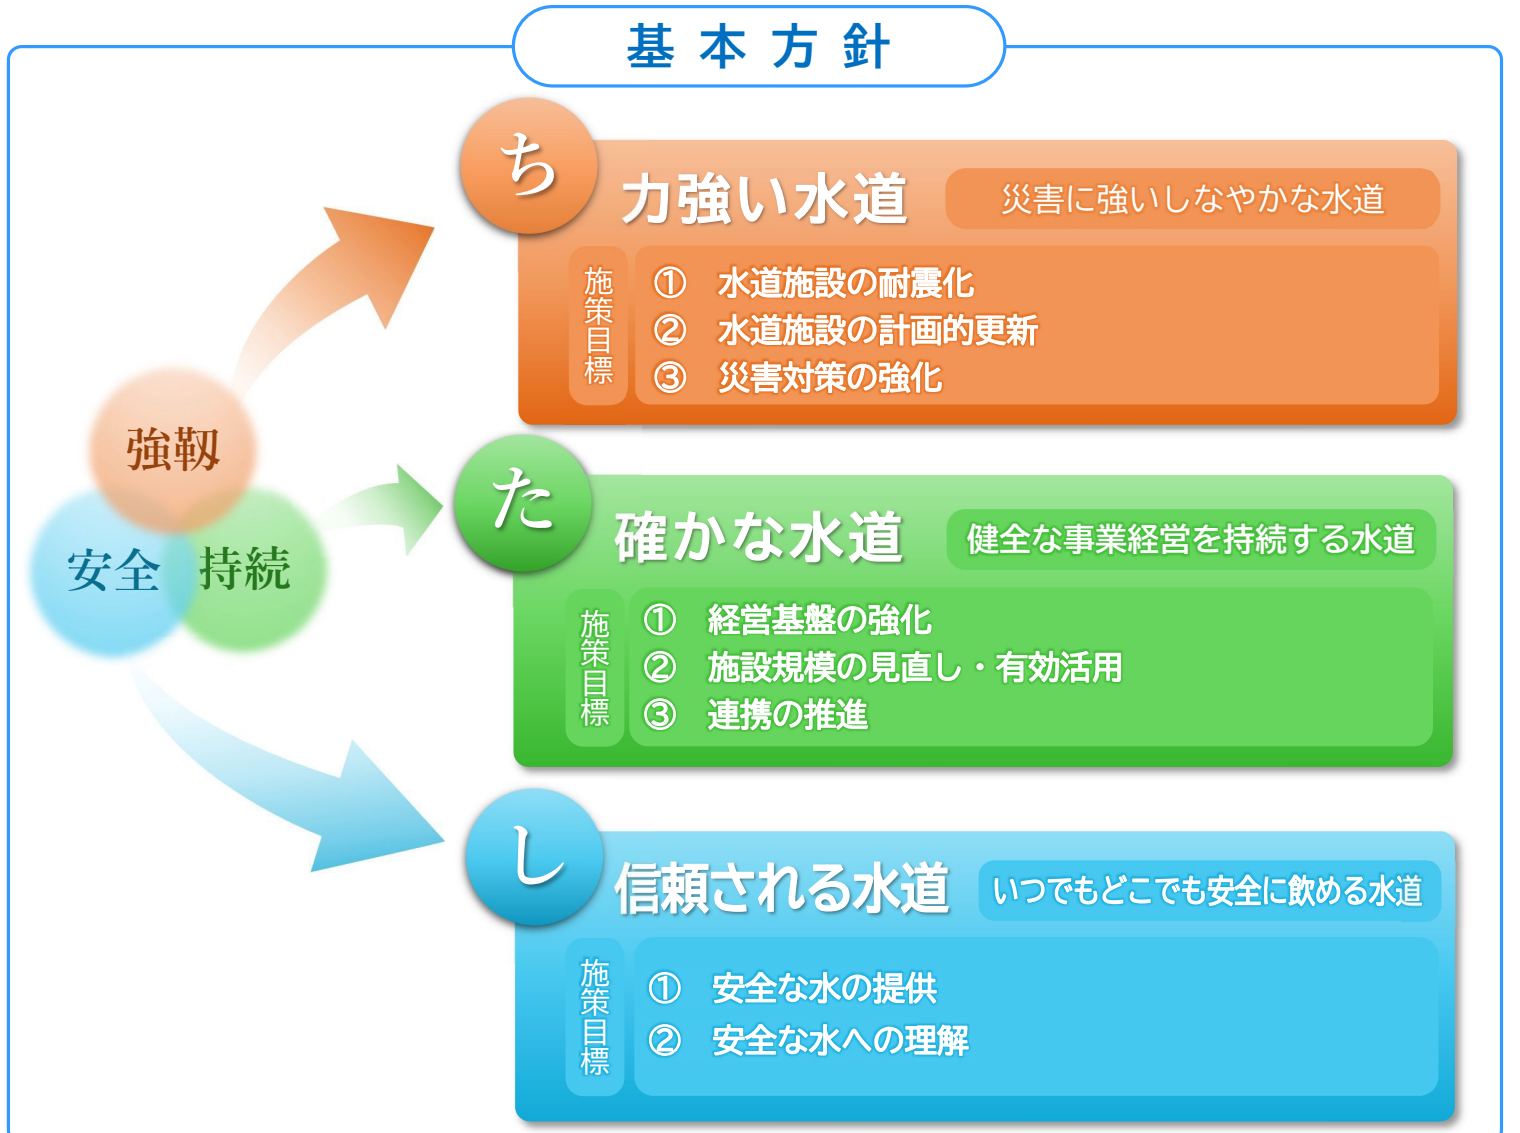 基本方針
強靱
安全
持続
ち
力強い水道
災害に強いしなやかな水道
施策目標
① 水道施設の耐震化
② 水道施設の計画的更新
③ 災害対策の強化
た
確かな水道
健全な事業経営を持続する水道
施策目標
① 経営基盤の強化
② 施設規模の見直し・有効活用
③ 連携の推進
し
信頼される水道
いつでもどこでも安全に飲める水道
施策目標
① 安全な水の提供
② 安全な水への理解